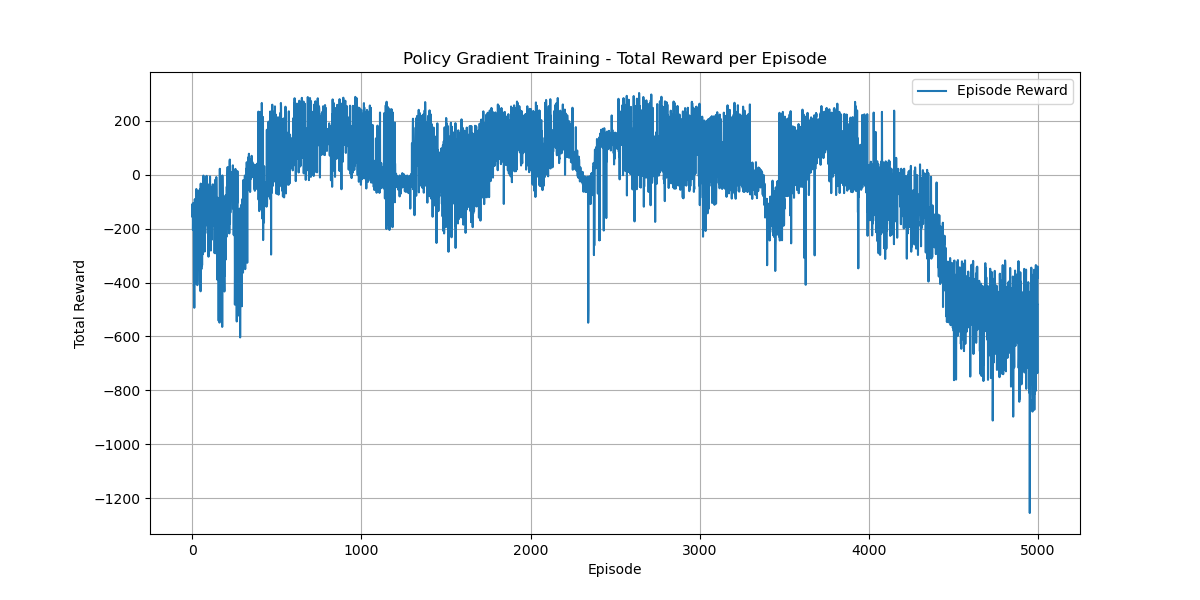 Policy Gradient Training - Total Reward per Episode
Episode Reward
Total Reward
200
0
−200
−400
−600
−800
−1000
−1200
0 1000 2000 3000 4000 5000
Episode